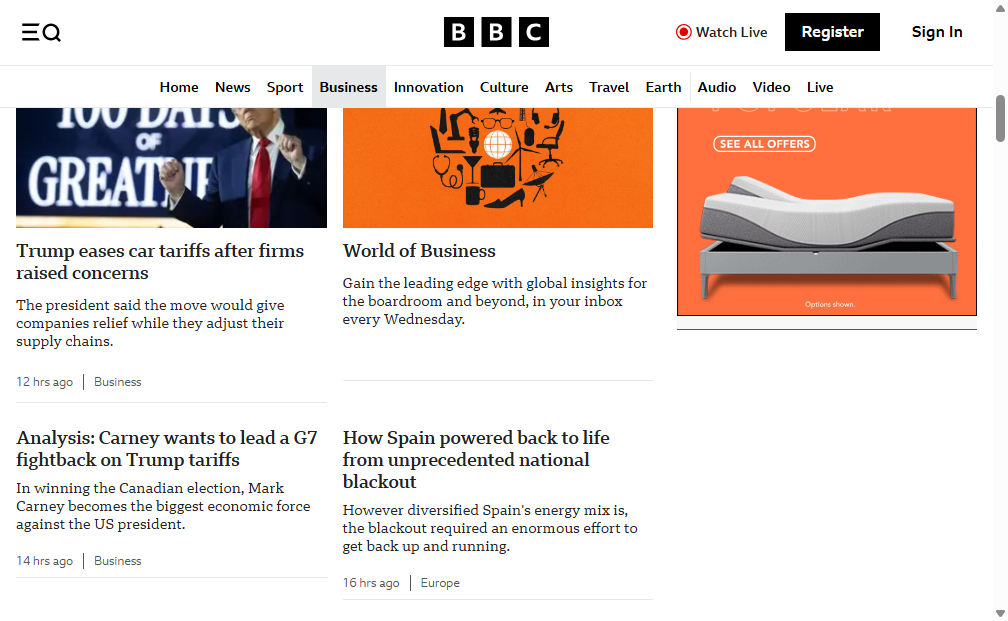 BBC
Watch Live
Register
Sign In
Home
News
Sport
Business
Innovation
Culture
Arts
Travel
Earth
Audio
Video
Live
100 DAYS
OF
GREATNE
Trump eases car tariffs after firms
raised concerns
The president said the move would give
companies relief while they adjust their
supply chains.
12 hrs ago
Business
World of Business
Gain the leading edge with global insights for
the boardroom and beyond, in your inbox
every Wednesday.
SEE ALL OFFERS
Options shown.
Analysis: Carney wants to lead a G7
fightback on Trump tariffs
In winning the Canadian election, Mark
Carney becomes the biggest economic force
against the US president.
14 hrs ago
Business
How Spain powered back to life
from unprecedented national
blackout
However diversified Spain's energy mix is,
the blackout required an enormous effort to
get back up and running.
16 hrs ago
Europe